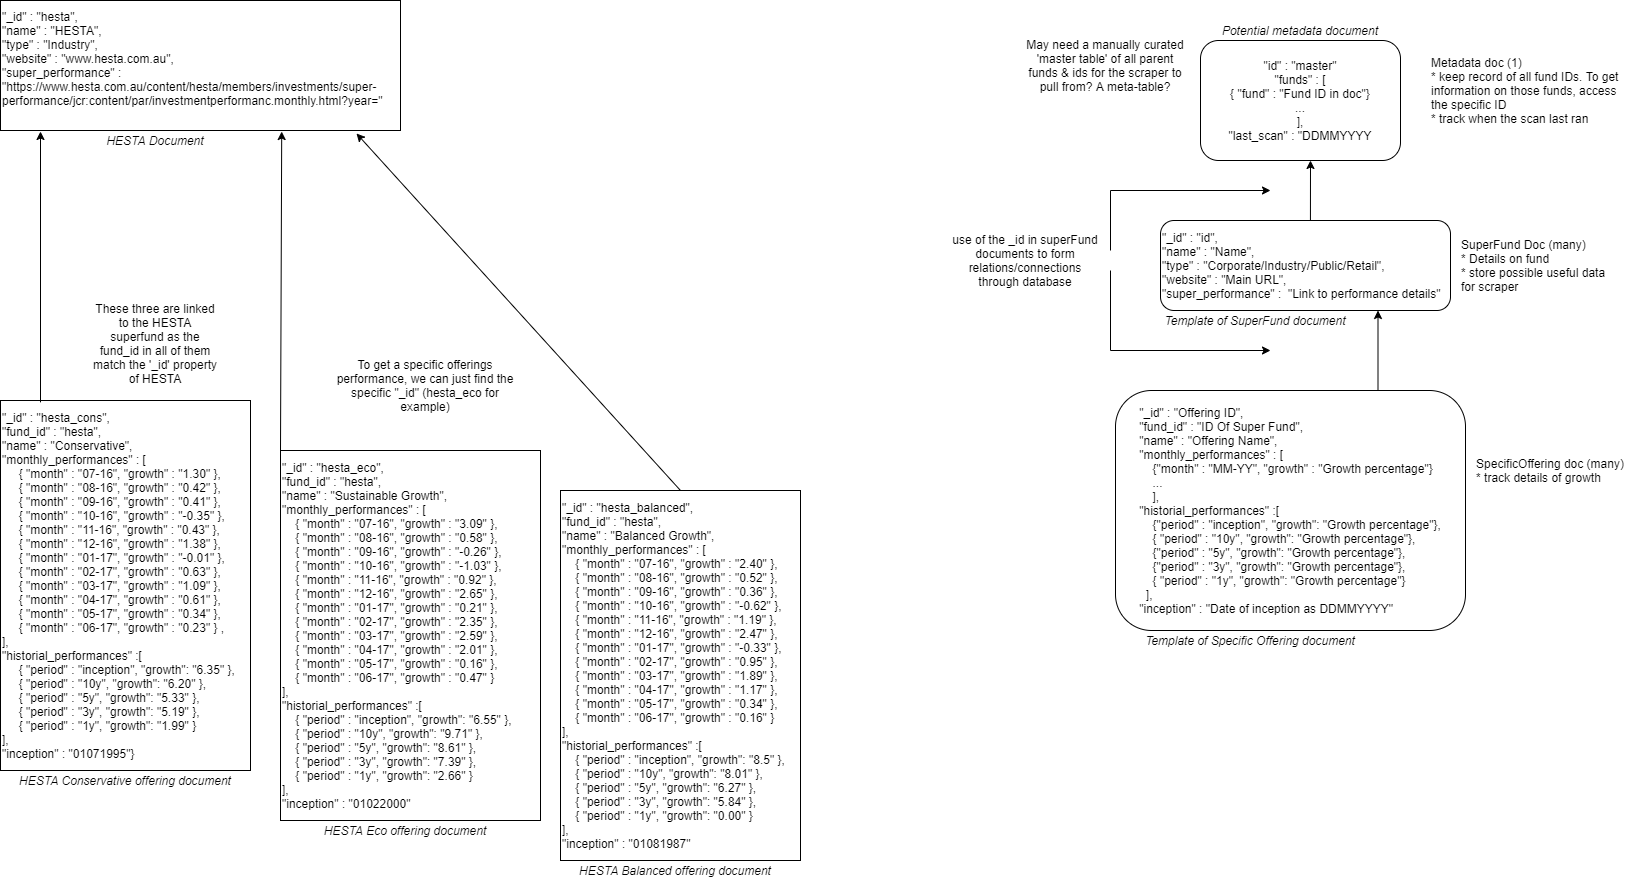 "_id" : "hesta",
"name" : "HESTA",
"type" : "Industry",
"website" : "www.hesta.com.au",
"super_performance" :
"https://www.hesta.com.au/content/hesta/members/investments/super-
performance/jcr:content/par/investmentperformanc.monthly.html?year="
HESTA Document
These three are linked
to the HESTA
superfund as the
fund_id in all of them
match the '_id' property
of HESTA
To get a specific offerings
performance, we can just find the
specific "_id" (hesta_eco for
example)
"_id" : "hesta_cons",
"fund_id" : "hesta",
"name" : "Conservative",
"monthly_performances" : [
{ "month" : "07-16", "growth" : "1.30" },
{ "month" : "08-16", "growth" : "0.42" },
{ "month" : "09-16", "growth" : "0.41" },
{ "month" : "10-16", "growth" : "-0.35" },
{ "month" : "11-16", "growth" : "0.43" },
{ "month" : "12-16", "growth" : "1.38" },
{ "month" : "01-17", "growth" : "-0.01" },
{ "month" : "02-17", "growth" : "0.63" },
{ "month" : "03-17", "growth" : "1.09" },
{ "month" : "04-17", "growth" : "0.61" },
{ "month" : "05-17", "growth" : "0.34" },
{ "month" : "06-17", "growth" : "0.23" } ,
],
"historial_performances" :[
{ "period" : "inception", "growth": "6.35" },
{ "period" : "10y", "growth": "6.20" },
{ "period" : "5y", "growth": "5.33" },
{ "period" : "3y", "growth": "5.19" },
{ "period" : "1y", "growth": "1.99" }
],
"inception" : "01071995"}
HESTA Conservative offering document
"_id" : "hesta_eco",
"fund_id" : "hesta",
"name" : "Sustainable Growth",
"monthly_performances" : [
{ "month" : "07-16", "growth" : "3.09" },
{ "month" : "08-16", "growth" : "0.58" },
{ "month" : "09-16", "growth" : "-0.26" },
{ "month" : "10-16", "growth" : "-1.03" },
{ "month" : "11-16", "growth" : "0.92" },
{ "month" : "12-16", "growth" : "2.65" },
{ "month" : "01-17", "growth" : "0.21" },
{ "month" : "02-17", "growth" : "2.35" },
{ "month" : "03-17", "growth" : "2.59" },
{ "month" : "04-17", "growth" : "2.01" },
{ "month" : "05-17", "growth" : "0.16" },
{ "month" : "06-17", "growth" : "0.47" }
],
"historial_performances" :[
{ "period" : "inception", "growth": "6.55" },
{ "period" : "10y", "growth": "9.71" },
{ "period" : "5y", "growth": "8.61" },
{ "period" : "3y", "growth": "7.39" },
{ "period" : "1y", "growth": "2.66" }
],
"inception" : "01022000"
HESTA Eco offering document
"_id" : "hesta_balanced",
"fund_id" : "hesta",
"name" : "Balanced Growth",
"monthly_performances" : [
{ "month" : "07-16", "growth" : "2.40" },
{ "month" : "08-16", "growth" : "0.52" },
{ "month" : "09-16", "growth" : "0.36" },
{ "month" : "10-16", "growth" : "-0.62" },
{ "month" : "11-16", "growth" : "1.19" },
{ "month" : "12-16", "growth" : "2.47" },
{ "month" : "01-17", "growth" : "-0.33" },
{ "month" : "02-17", "growth" : "0.95" },
{ "month" : "03-17", "growth" : "1.89" },
{ "month" : "04-17", "growth" : "1.17" },
{ "month" : "05-17", "growth" : "0.34" },
{ "month" : "06-17", "growth" : "0.16" }
],
"historial_performances" :[
{ "period" : "inception", "growth": "8.5" },
{ "period" : "10y", "growth": "8.01" },
{ "period" : "5y", "growth": "6.27" },
{ "period" : "3y", "growth": "5.84" },
{ "period" : "1y", "growth": "0.00" }
],
"inception" : "01081987"
HESTA Balanced offering document
Potential metadata document
May need a manually curated
'master table' of all parent
funds & ids for the scraper to
pull from? A meta-table?
"id" : "master"
"funds" : [
{ "fund" : "Fund ID in doc"}
...
],
"last_scan" : "DDMMYYYY
Metadata doc (1)
* keep record of all fund IDs. To get
information on those funds, access
the specific ID
* track when the scan last ran
use of the _id in superFund
documents to form
relations/connections
through database
"_id" : "id",
"name" : "Name",
"type" : "Corporate/Industry/Public/Retail",
"website" : "Main URL",
"super_performance" : "Link to performance details"
Template of SuperFund document
SuperFund Doc (many)
* Details on fund
* store possible useful data
for scraper
"_id" : "Offering ID",
"fund_id" : "ID Of Super Fund",
"name" : "Offering Name",
"monthly_performances" : [
{"month" : "MM-YY", "growth" : "Growth percentage"}
...
],
"historial_performances" :[
{"period" : "inception", "growth": "Growth percentage"},
{ "period" : "10y", "growth": "Growth percentage"},
{"period" : "5y", "growth": "Growth percentage"},
{"period" : "3y", "growth": "Growth percentage"},
{ "period" : "1y", "growth": "Growth percentage"}
],
"inception" : "Date of inception as DDMMYYYY"
Template of Specific Offering document
SpecificOffering doc (many)
* track details of growth